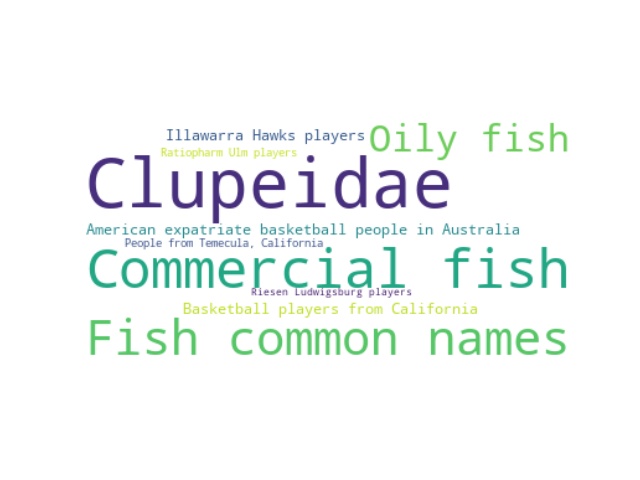 Illawarra Hawks players
Oily fish
Ratiopharm Ulm players
Clupeidae
American expatriate basketball people in Australia
People from Temecula, California
Commercial fish
Riesen Ludwigsburg players
Basketball players from California
Fish common names